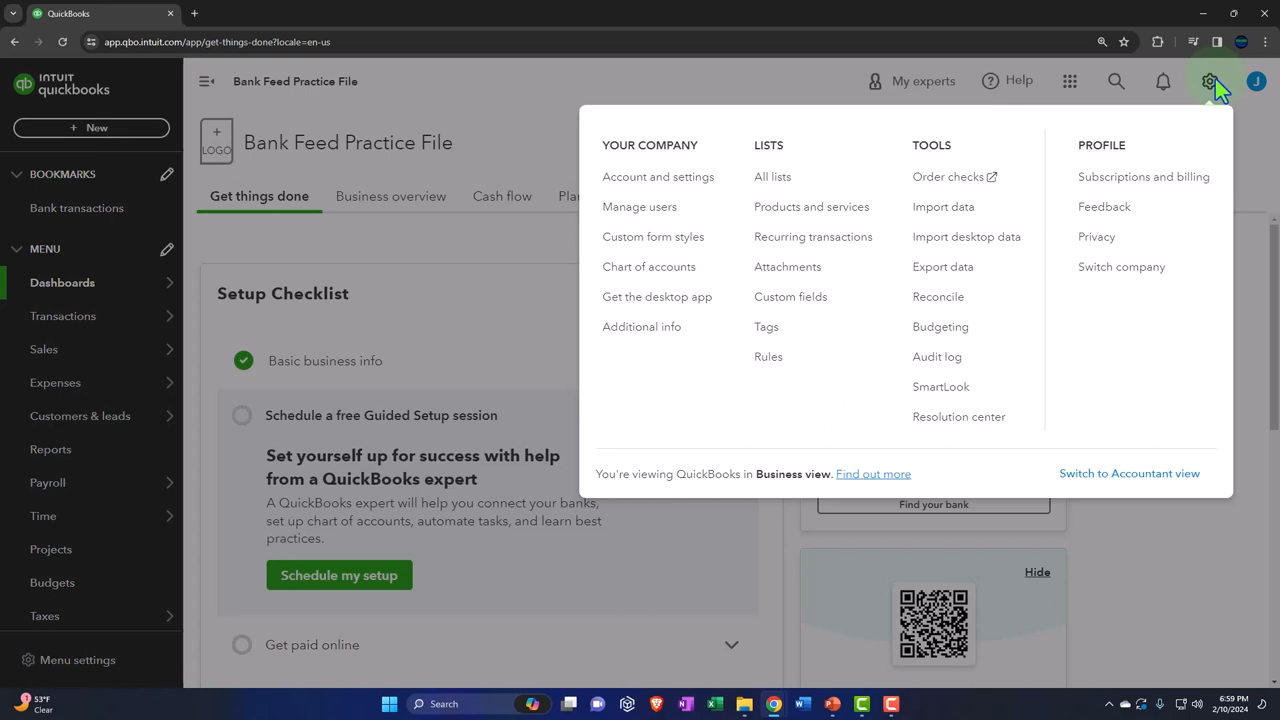 QuickBooks
app.qbo.intuit.com/app/get-things-done?locale=en-us
INTUIT
quickbooks
Bank Feed Practice File
My experts
Help
J
+ New
+
LOGO
Bank Feed Practice File
BOOKMARKS
Bank transactions
MENU
Dashboards
Transactions
Sales
Expenses
Customers & leads
Reports
Payroll
Time
Projects
Budgets
Taxes
Menu settings
Get things done
Business overview
Cash flow
Setup Checklist
Basic business info
Schedule a free Guided Setup session
Set yourself up for success with help
from a QuickBooks expert
A QuickBooks expert will help you connect your banks,
set up chart of accounts, automate tasks, and learn best
practices.
Schedule my setup
Get paid online
YOUR COMPANY
Account and settings
Manage users
Custom form styles
Chart of accounts
Get the desktop app
Additional info
LISTS
All lists
Products and services
Recurring transactions
Attachments
Custom fields
Tags
Rules
TOOLS
Order checks
Import data
Import desktop data
Export data
Reconcile
Budgeting
Audit log
SmartLook
Resolution center
PROFILE
Subscriptions and billing
Feedback
Privacy
Switch company
You're viewing QuickBooks in Business view. Find out more
Switch to Accountant view
Find your bank
Hide
53°F
Clear
Search
6:59 PM
2/10/2024